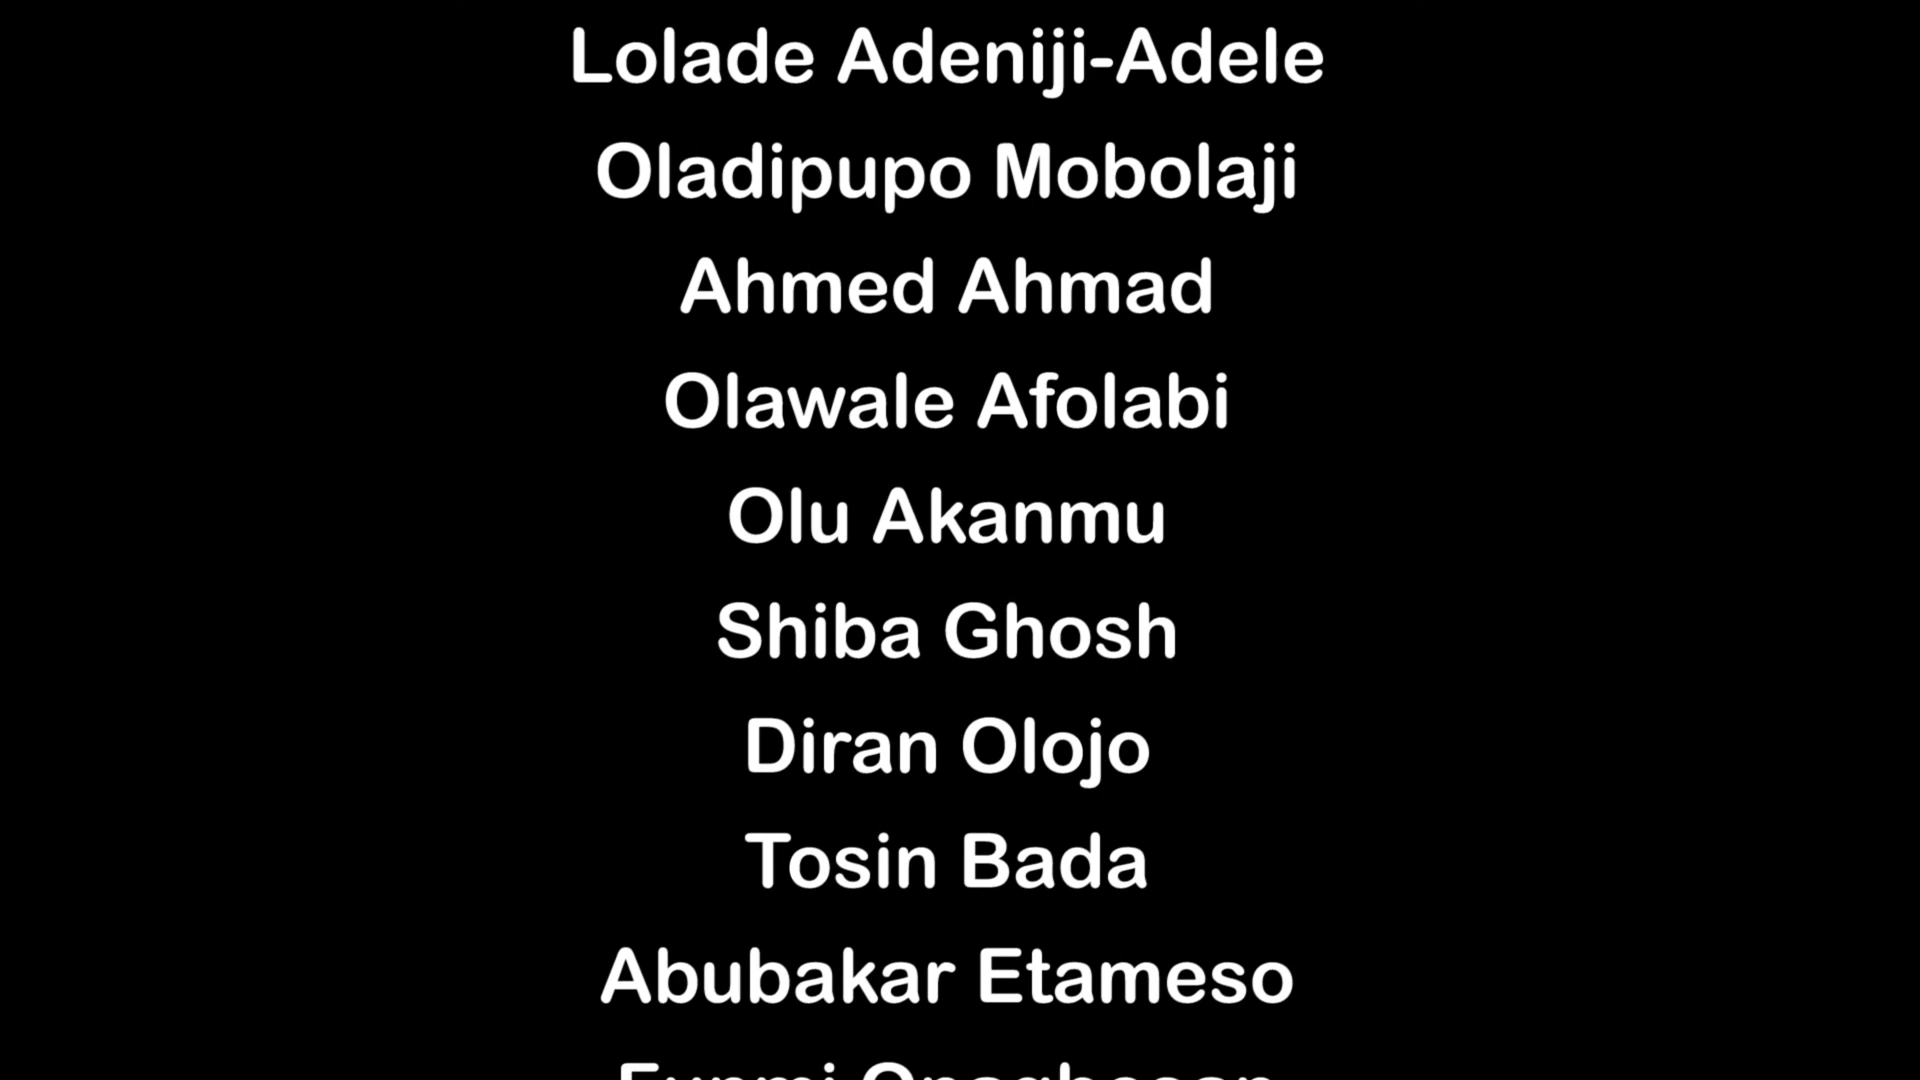 Lolade Adeniji-Adele
Oladipupo Mobolaji
Ahmed Ahmad
Olawale Afolabi
Olu Akanmu
Shiba Ghosh
Diran Olojo
Tosin Bada
Abubakar Etameso
Funmi